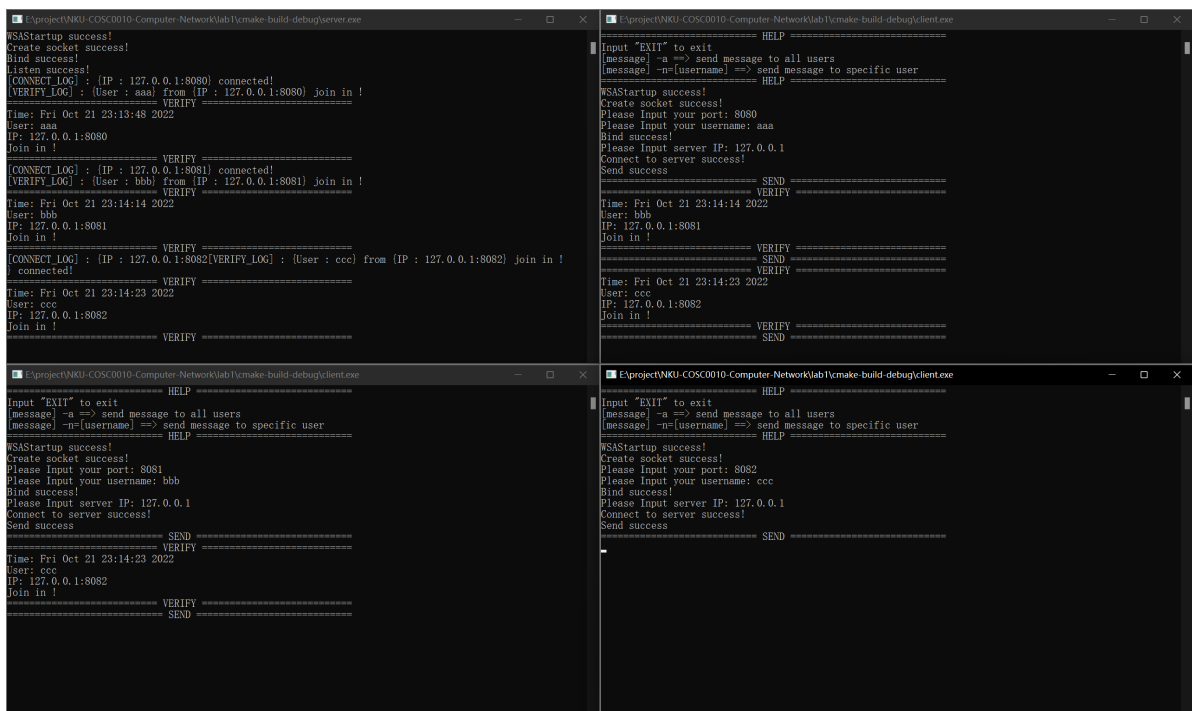 E:\project\NKU-COSC0010-Computer-Network\lab1\cmake-build-debug\server.exe
WSAStartup success!
Create socket success!
Bind success!
Listen success!
[CONNECT_LOG] : {IP : 127.0.0.1:8080} connected!
[VERIFY_LOG] : {User : aaa} from {IP : 127.0.0.1:8080} join in !
=========================== VERIFY ===========================
Time: Fri Oct 21 23:13:48 2022
User: aaa
IP: 127.0.0.1:8080
Join in !
=========================== VERIFY ===========================
[CONNECT_LOG] : {IP : 127.0.0.1:8081} connected!
[VERIFY_LOG] : {User : bbb} from {IP : 127.0.0.1:8081} join in !
=========================== VERIFY ===========================
Time: Fri Oct 21 23:14:14 2022
User: bbb
IP: 127.0.0.1:8081
Join in !
=========================== VERIFY ===========================
[CONNECT_LOG] : {IP : 127.0.0.1:8082[VERIFY_LOG] : {User : ccc} from {IP : 127.0.0.1:8082} join in !
} connected!
=========================== VERIFY ===========================
Time: Fri Oct 21 23:14:23 2022
User: ccc
IP: 127.0.0.1:8082
Join in !
=========================== VERIFY ===========================
E:\project\NKU-COSC0010-Computer-Network\lab1\cmake-build-debug\client.exe
============================ HELP ============================
Input "EXIT" to exit
[message] -a ==> send message to all users
[message] -n=[username] ==> send message to specific user
============================ HELP ============================
WSAStartup success!
Create socket success!
Please Input your port: 8080
Please Input your username: aaa
Bind success!
Please Input server IP: 127.0.0.1
Connect to server success!
Send success
============================ SEND ============================
=========================== VERIFY ===========================
Time: Fri Oct 21 23:14:14 2022
User: bbb
IP: 127.0.0.1:8081
Join in !
=========================== VERIFY ===========================
============================ SEND ============================
=========================== VERIFY ===========================
Time: Fri Oct 21 23:14:23 2022
User: ccc
IP: 127.0.0.1:8082
Join in !
=========================== VERIFY ===========================
============================ SEND ============================
E:\project\NKU-COSC0010-Computer-Network\lab1\cmake-build-debug\client.exe
============================ HELP ============================
Input "EXIT" to exit
[message] -a ==> send message to all users
[message] -n=[username] ==> send message to specific user
============================ HELP ============================
WSAStartup success!
Create socket success!
Please Input your port: 8081
Please Input your username: bbb
Bind success!
Please Input server IP: 127.0.0.1
Connect to server success!
Send success
============================ SEND ============================
=========================== VERIFY ===========================
Time: Fri Oct 21 23:14:23 2022
User: ccc
IP: 127.0.0.1:8082
Join in !
=========================== VERIFY ===========================
============================ SEND ============================
E:\project\NKU-COSC0010-Computer-Network\lab1\cmake-build-debug\client.exe
============================ HELP ============================
Input "EXIT" to exit
[message] -a ==> send message to all users
[message] -n=[username] ==> send message to specific user
============================ HELP ============================
WSAStartup success!
Create socket success!
Please Input your port: 8082
Please Input your username: ccc
Bind success!
Please Input server IP: 127.0.0.1
Connect to server success!
Send success
============================ SEND ============================